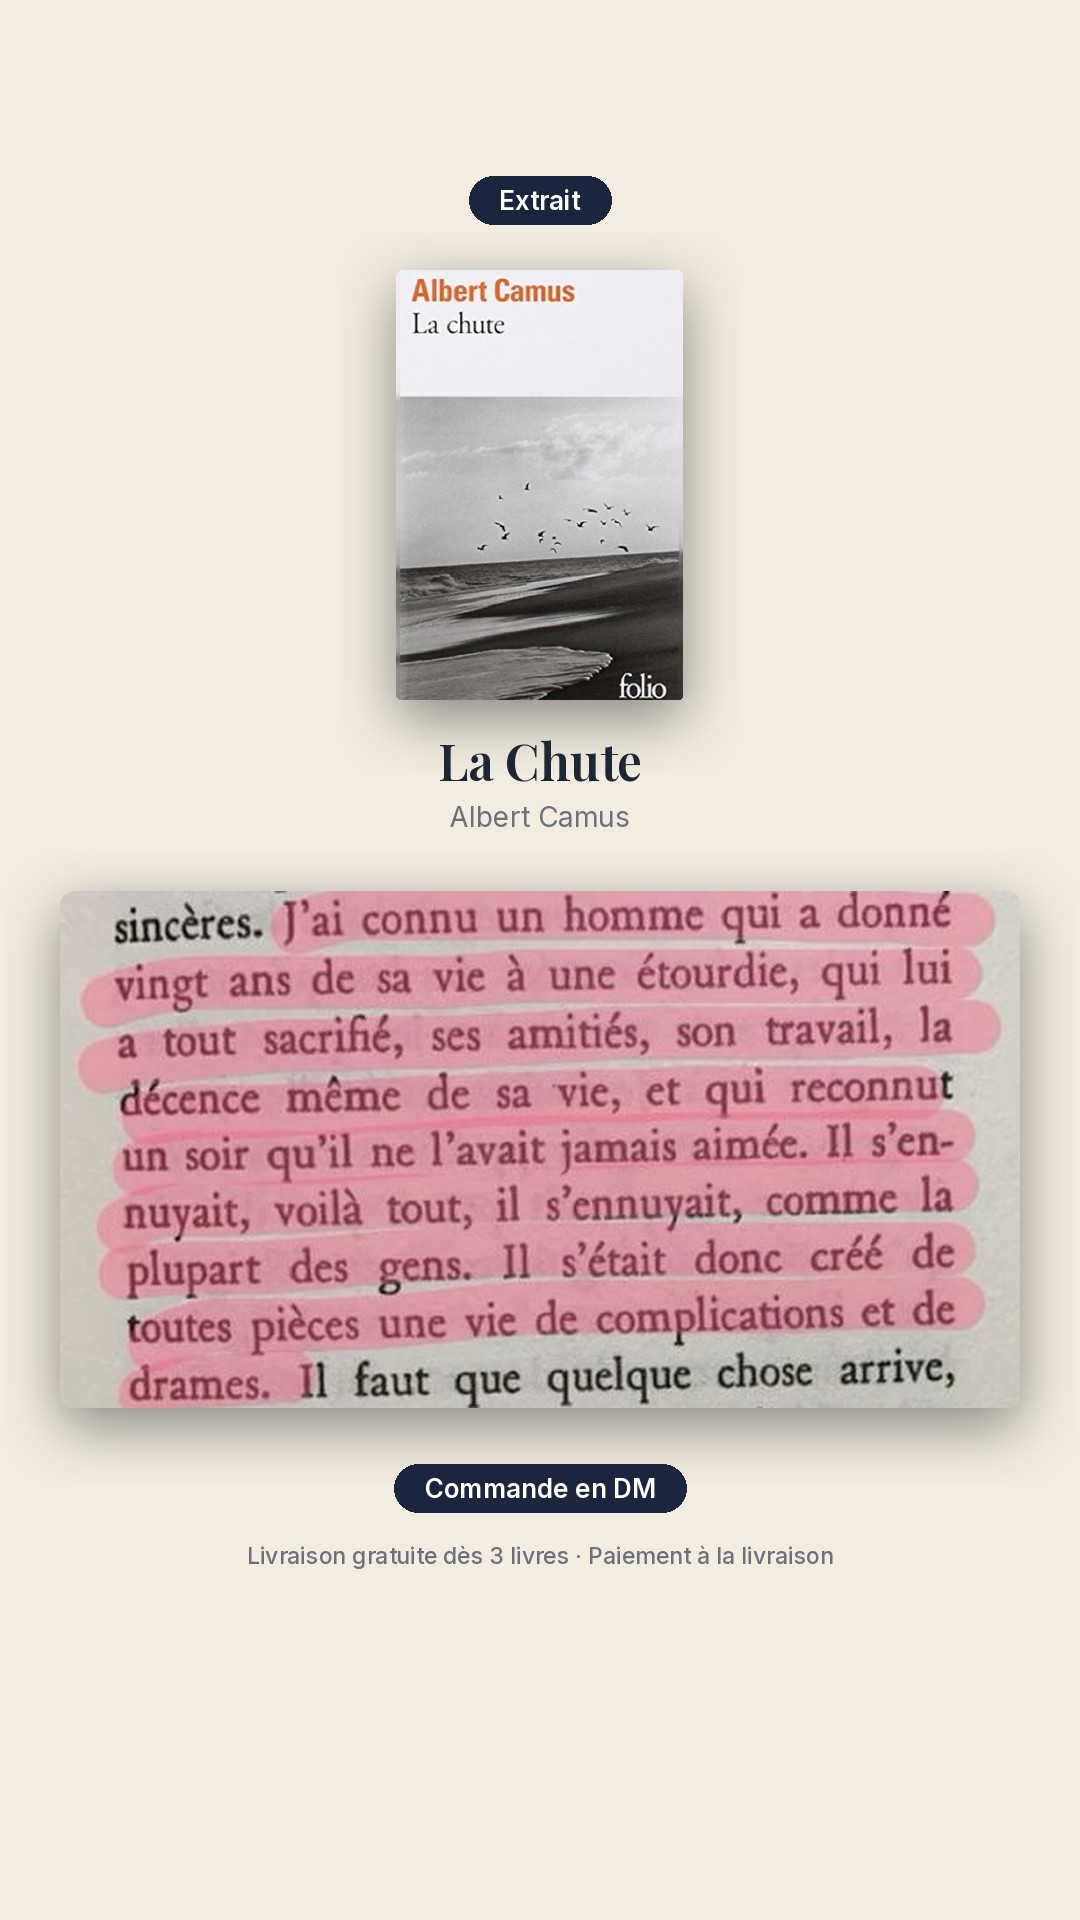 Extrait
Albert Camus
La chute
folio
La Chute
Albert Camus
sincères. J'ai connu un homme qui a donné
vingt ans de sa vie à une étourdie, qui lui
a tout sacrifié, ses amitiés, son travail, la
décence même de sa vie, et qui reconnut
un soir qu'il ne l'avait jamais aimée. Il s'en-
nuyait, voilà tout, il s'ennuyait, comme la
plupart des gens. Il s'était donc créé de
toutes pièces une vie de complications et de
drames. Il faut que quelque chose arrive,
Commande en DM
Livraison gratuite dès 3 livres · Paiement à la livraison